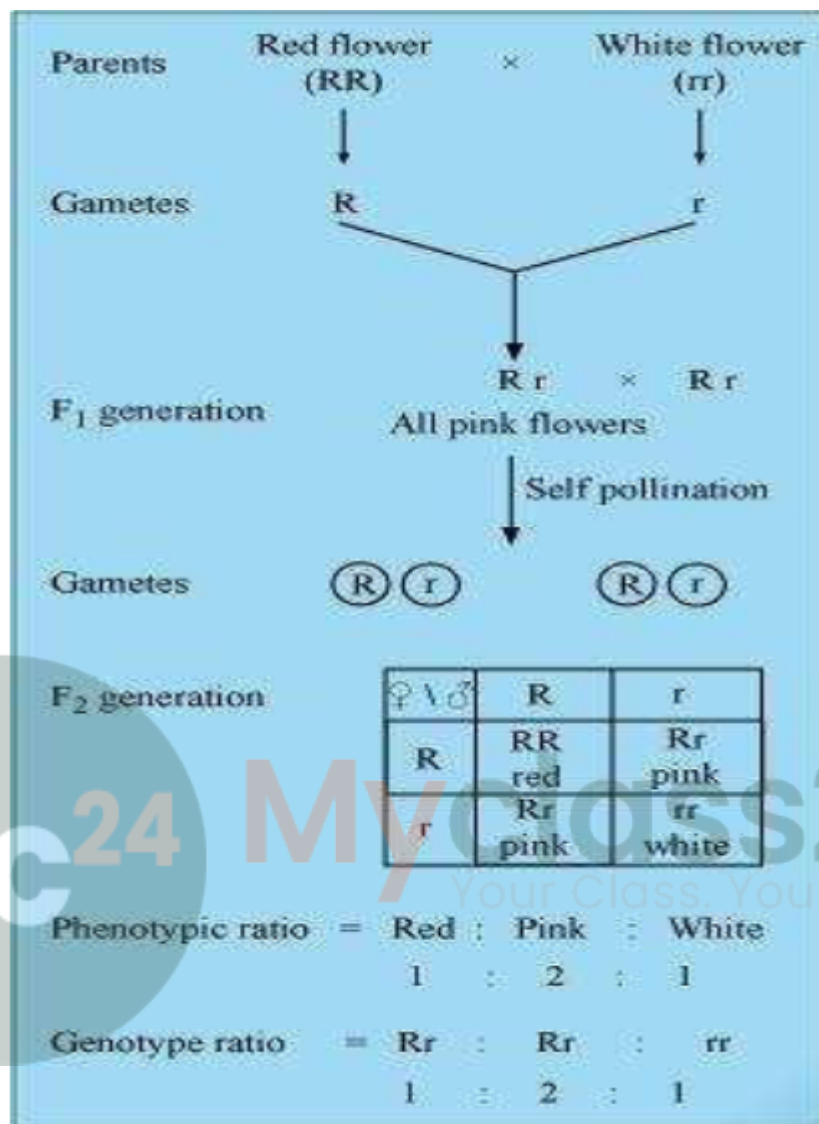 Parents Red flower × White flower
(RR) (rr)
Gametes R r
R r × R r
F₁ generation All pink flowers
Self pollination
Gametes R r R r
F₂ generation ♀ \ ♂ R r
R RR Rr
red pink
r Rr rr
pink white
Phenotypic ratio = Red : Pink : White
1 : 2 : 1
Genotype ratio = Rr : Rr : rr
1 : 2 : 1
c24 Myclass2
Your Class. You